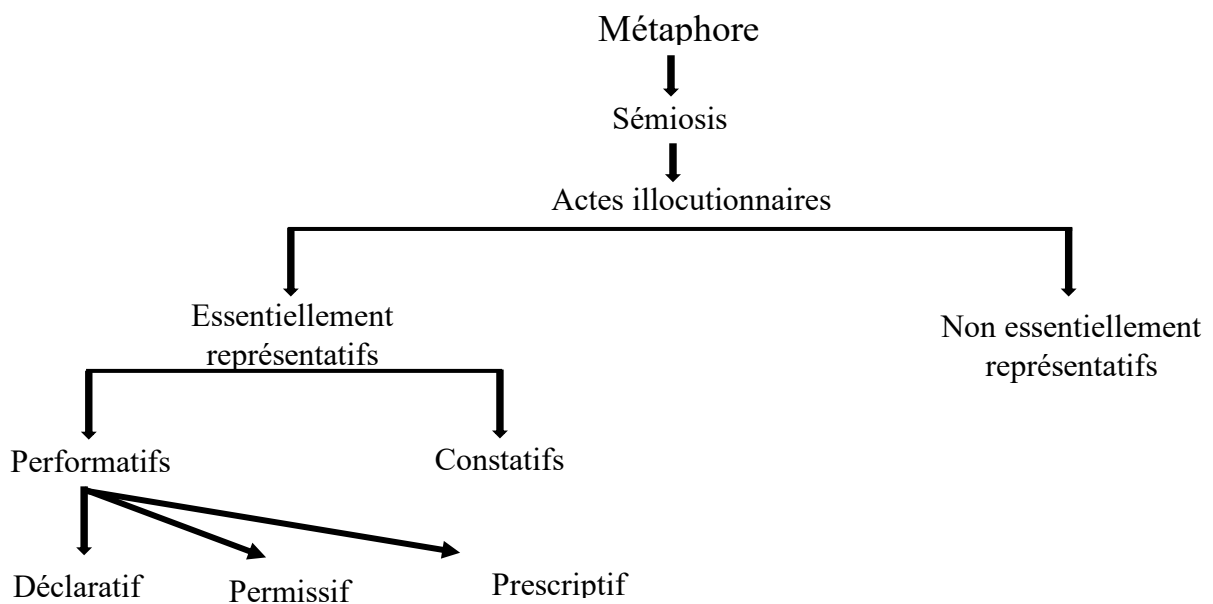 Métaphore
Sémiosis
Actes illocutionnaires
Essentiellement
représentatifs
Non essentiellement
représentatifs
Performatifs
Constatifs
Déclaratif
Permissif
Prescriptif